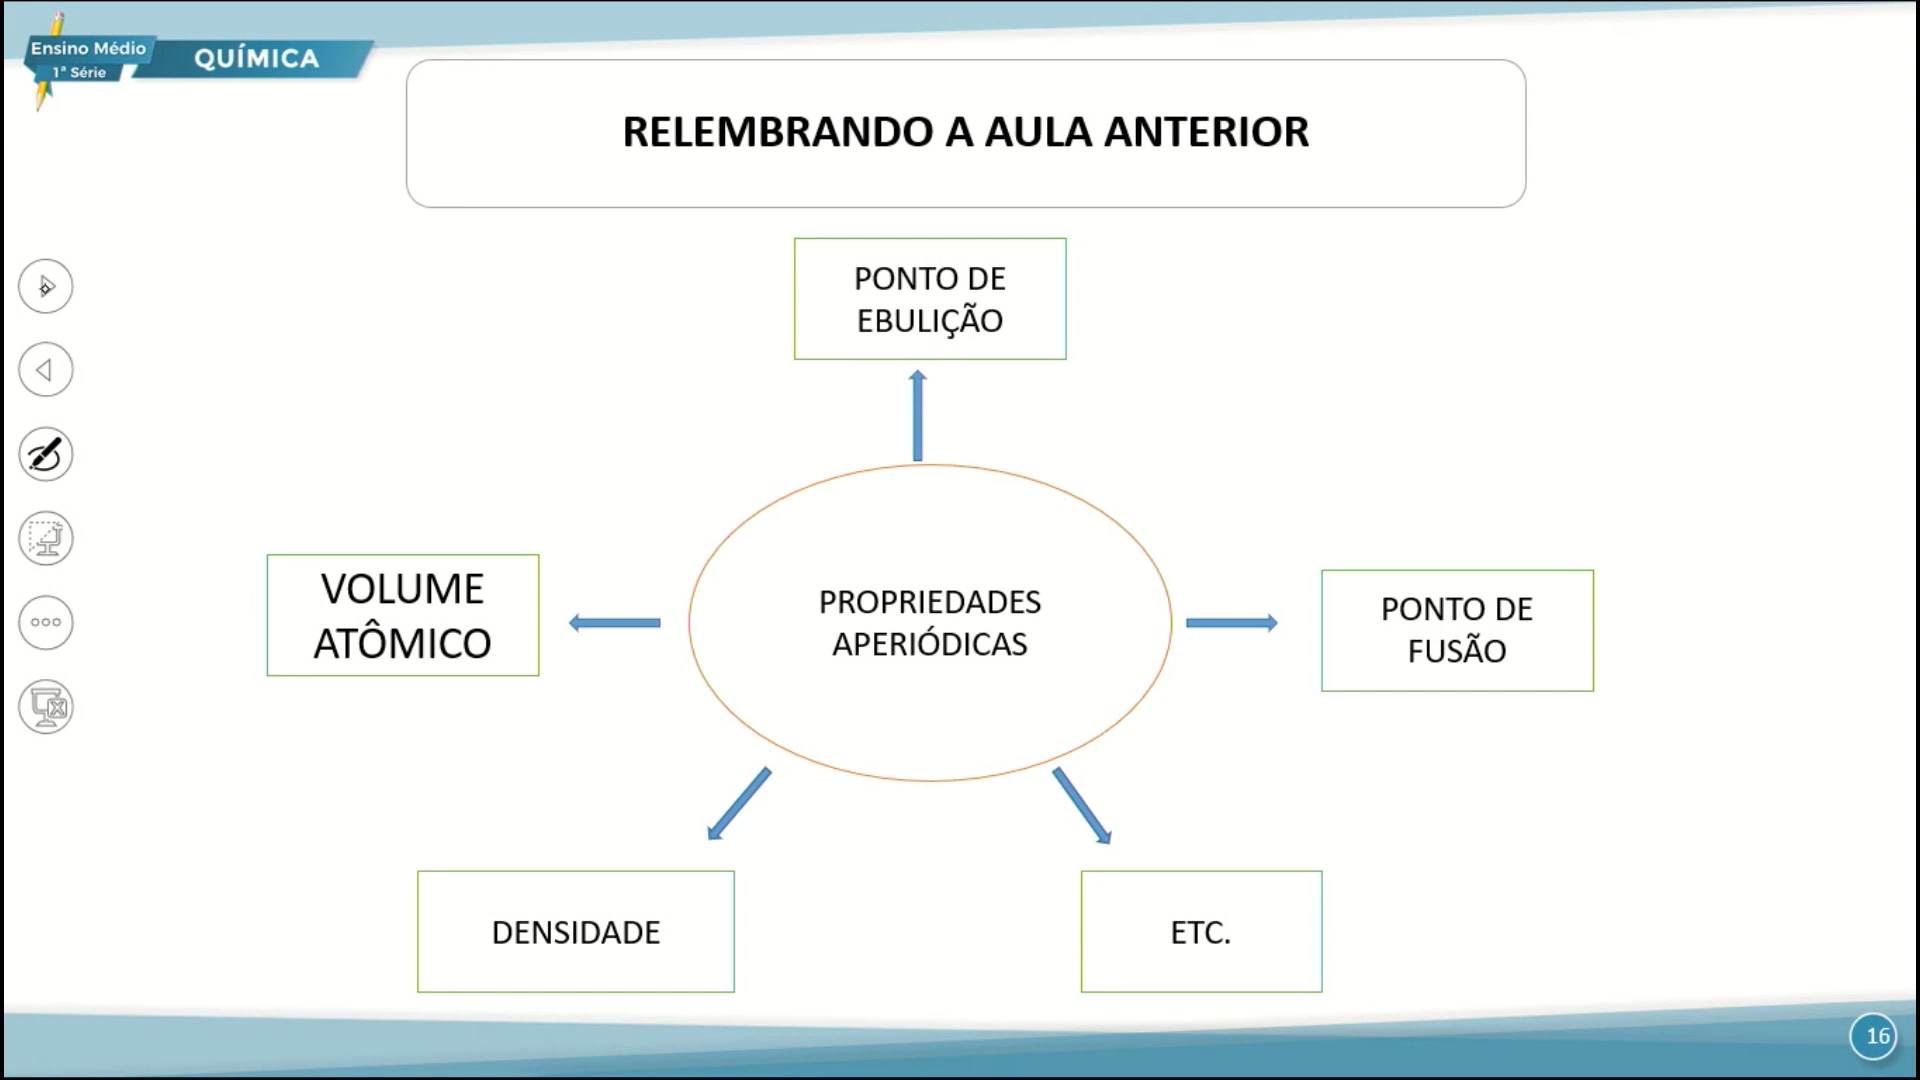 Ensino Médio
1ª Série
QUÍMICA
RELEMBRANDO A AULA ANTERIOR
PONTO DE
EBULIÇÃO
VOLUME
ATÔMICO
PROPRIEDADES
APERIÓDICAS
PONTO DE
FUSÃO
DENSIDADE
ETC.
16